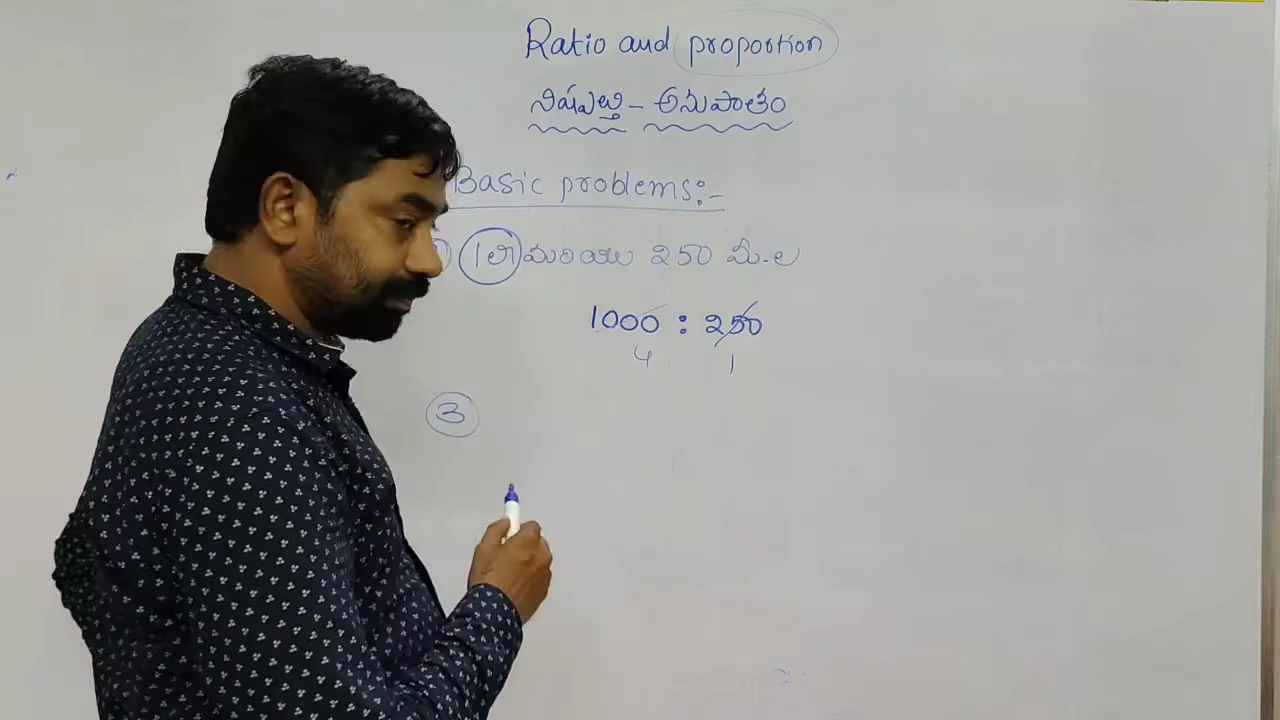 Ratio and proportion
నిష్పత్తి - అనుపాతం
Basic problems:-
1లీ మరియు 250 మి.లీ
1000 : 250
4 1
3